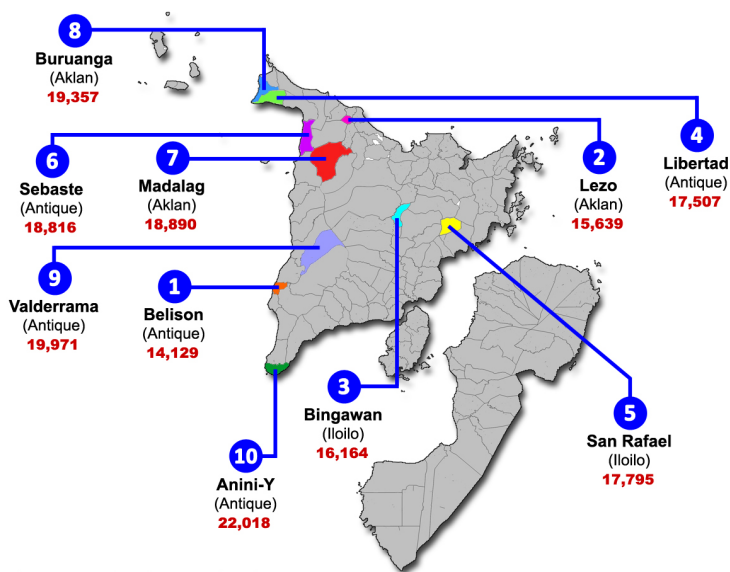 8
Buruanga
(Aklan)
19,357
6
Sebaste
(Antique)
18,816
7
Madalag
(Aklan)
18,890
2
Lezo
(Aklan)
15,639
4
Libertad
(Antique)
17,507
9
Valderrama
(Antique)
19,971
1
Belison
(Antique)
14,129
3
Bingawan
(Iloilo)
16,164
5
San Rafael
(Iloilo)
17,795
10
Anini-Y
(Antique)
22,018